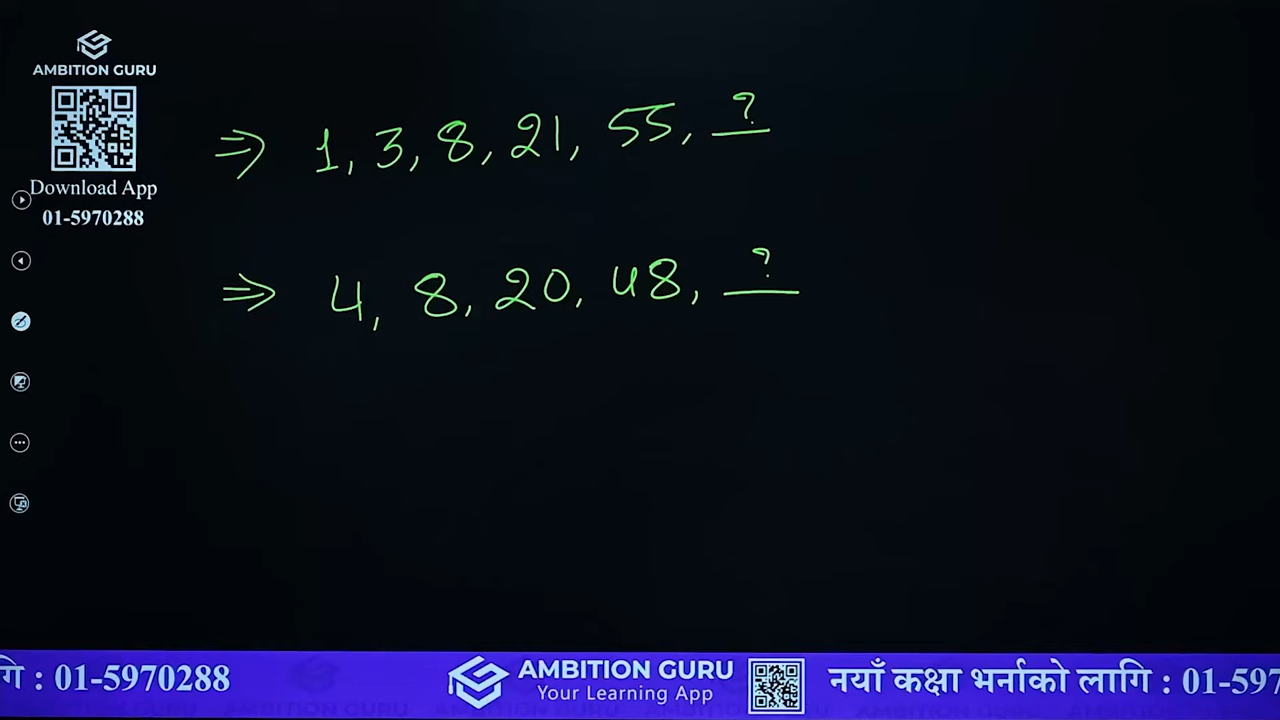 AMBITION GURU
Download App
01-5970288
⇒ 1, 3, 8, 21, 55, ?
⇒ 4, 8, 20, 48, ?
गि : 01-5970288
AMBITION GURU
Your Learning App
नयाँ कक्षा भर्नाको लागि : 01-597